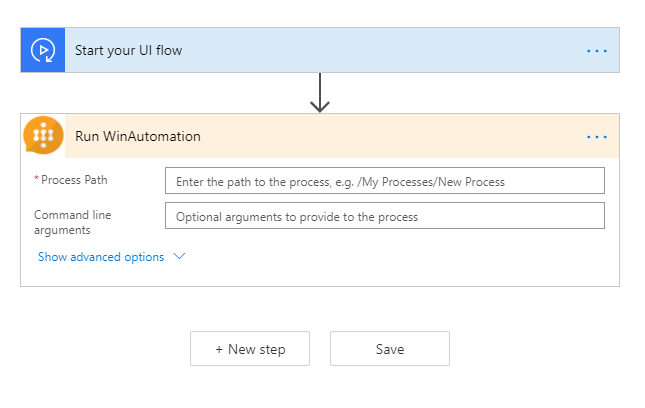 Start your UI flow
Run WinAutomation
* Process Path
Enter the path to the process, e.g. /My Processes/New Process
Command line
arguments
Optional arguments to provide to the process
Show advanced options
+ New step
Save